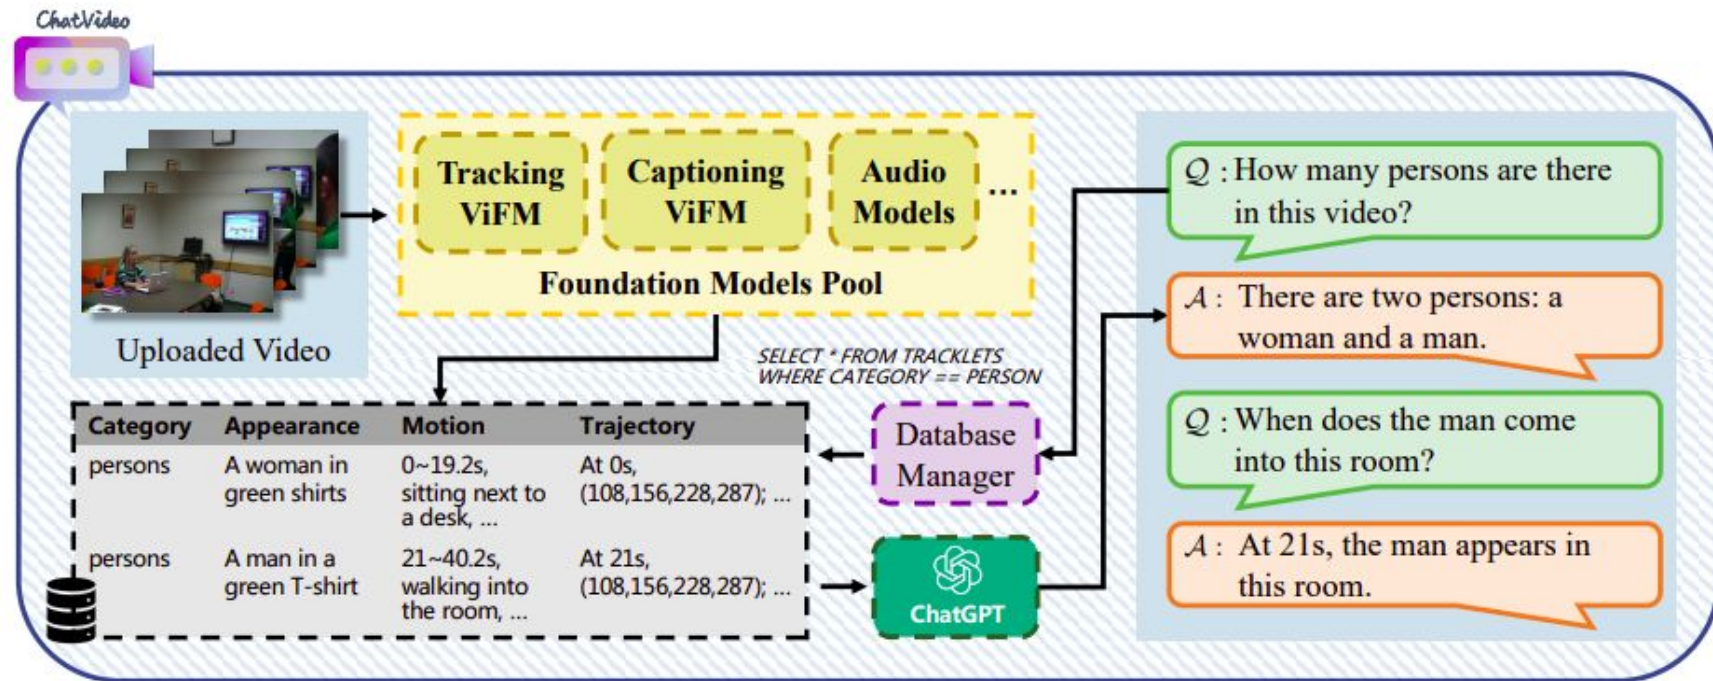 ChatVideo
Tracking
ViFM
Captioning
ViFM
Audio
Models
...
Foundation Models Pool
Uploaded Video
SELECT * FROM TRACKLETS
WHERE CATEGORY == PERSON
Category Appearance Motion Trajectory
persons A woman in 0~19.2s, At 0s,
green shirts sitting next to (108,156,228,287); ...
a desk, ...
persons A man in a 21~40.2s, At 21s,
green T-shirt walking into (108,156,228,287); ...
the room, ...
Database
Manager
ChatGPT
Q : How many persons are there
in this video?
A : There are two persons: a
woman and a man.
Q : When does the man come
into this room?
A : At 21s, the man appears in
this room.